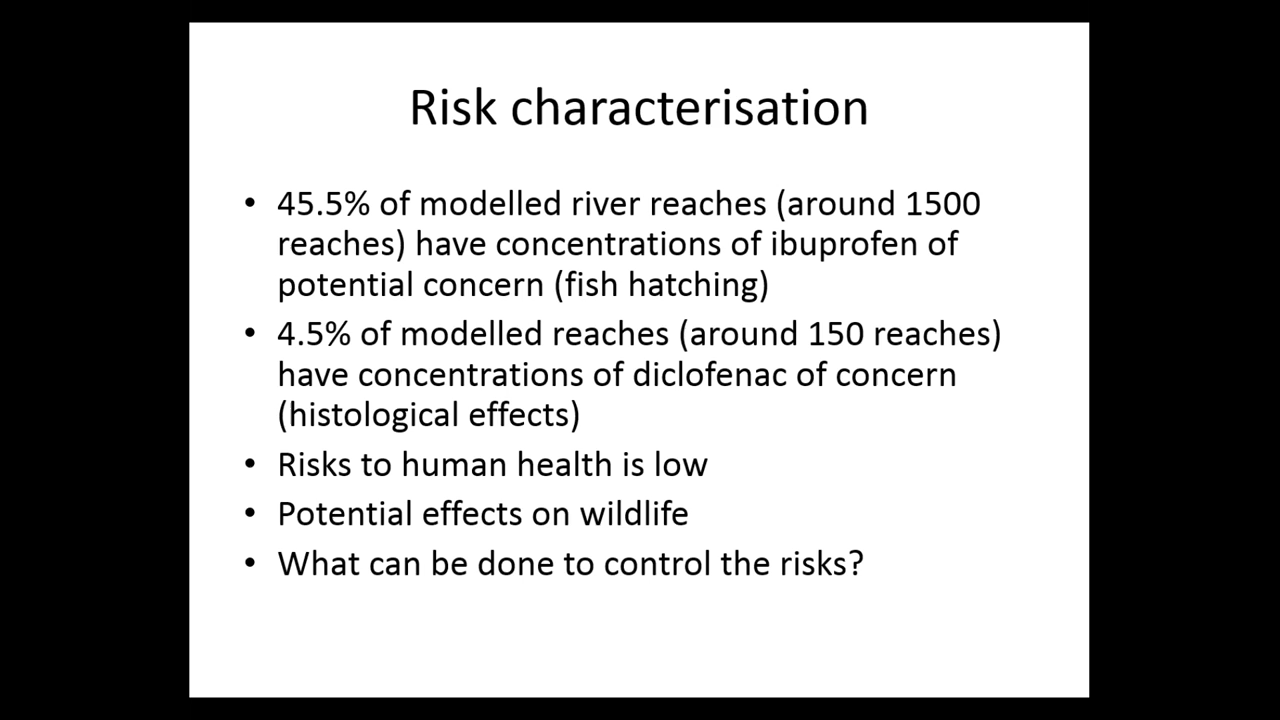 Risk characterisation
• 45.5% of modelled river reaches (around 1500
reaches) have concentrations of ibuprofen of
potential concern (fish hatching)
• 4.5% of modelled reaches (around 150 reaches)
have concentrations of diclofenac of concern
(histological effects)
• Risks to human health is low
• Potential effects on wildlife
• What can be done to control the risks?